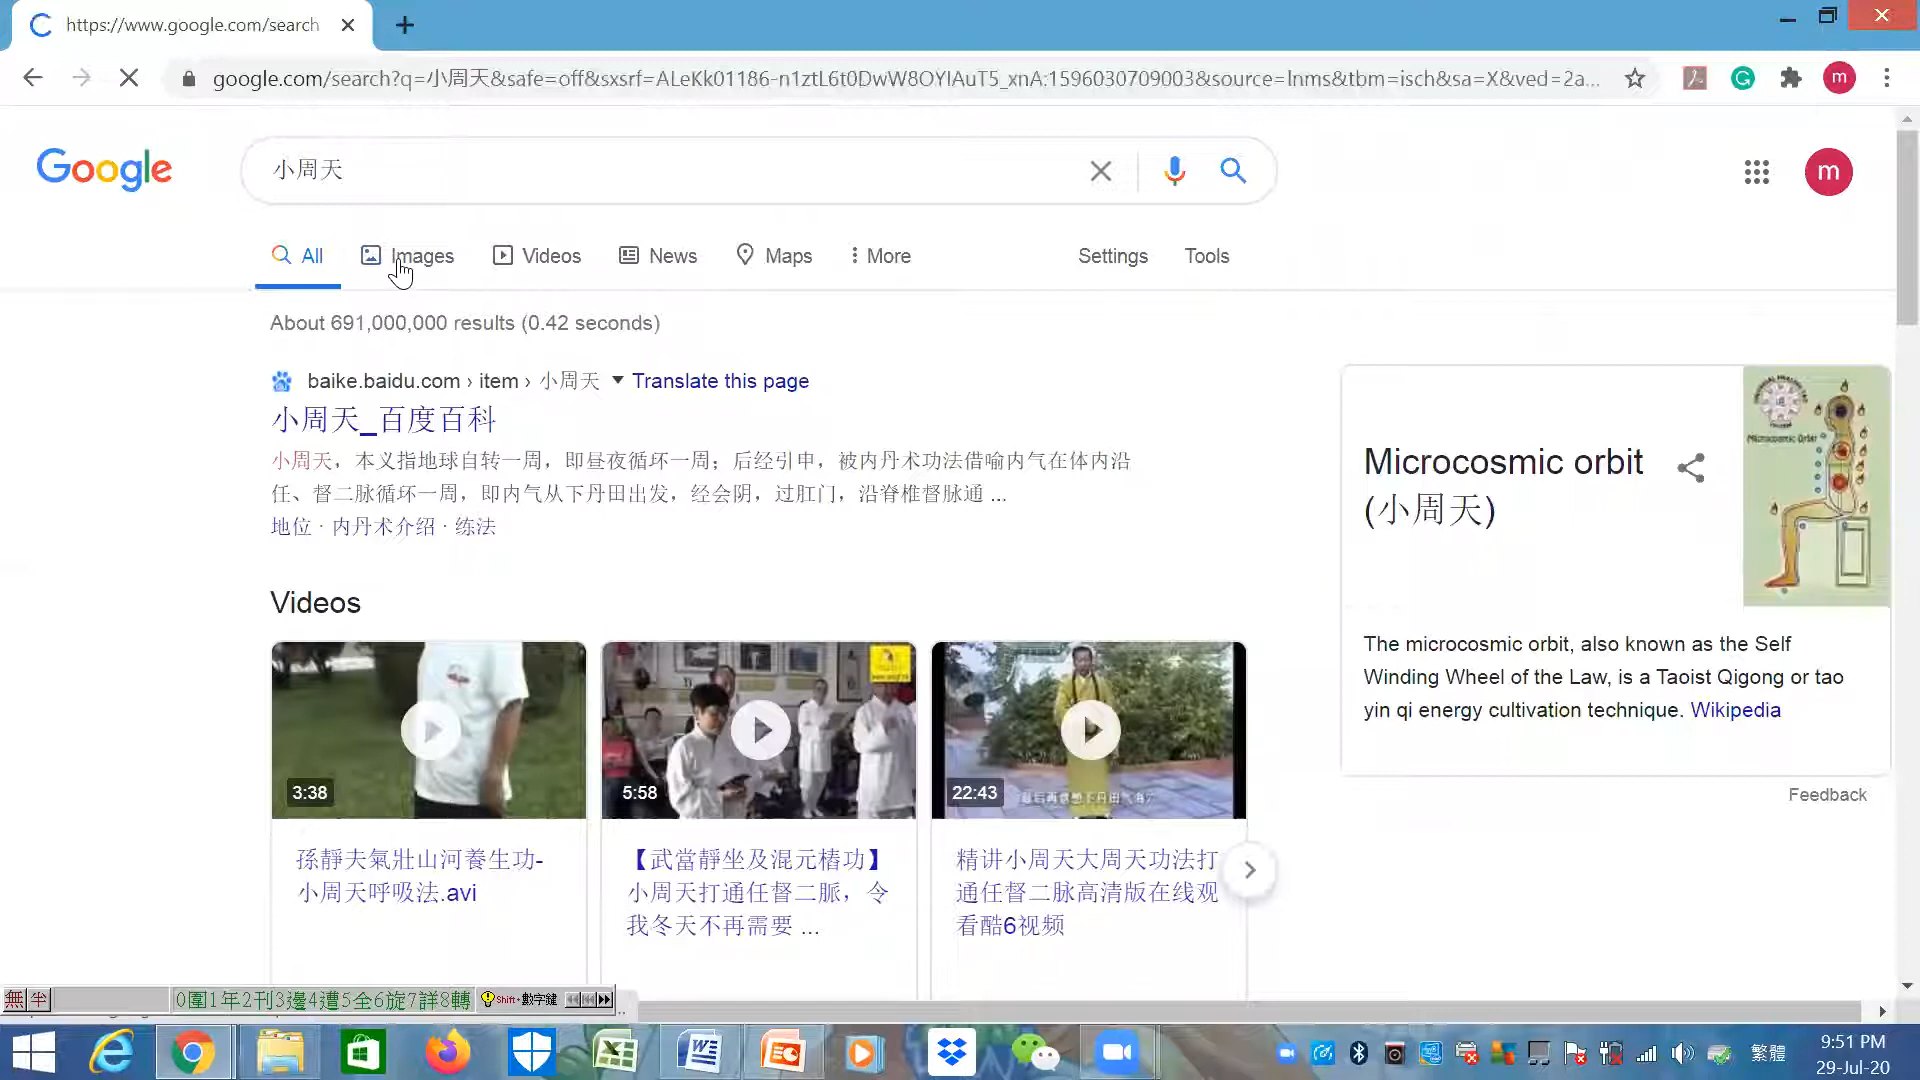 https://www.google.com/search
google.com/search?q=小周天&safe=off&sxsrf=ALeKk01186-n1ztL6t0DwW8OYIAuT5_xnA:1596030709003&source=lnms&tbm=isch&sa=X&ved=2a...
m
Google
小周天
m
All
Images
Videos
News
Maps
More
Settings
Tools
About 691,000,000 results (0.42 seconds)
baike.baidu.com › item › 小周天
Translate this page
小周天_百度百科
小周天，本义指地球自转一周，即昼夜循环一周；后经引申，被内丹术功法借喻内气在体内沿
任、督二脉循环一周，即内气从下丹田出发，经会阴，过肛门，沿脊椎督脉通 ...
地位 · 内丹术介绍 · 练法
Microcosmic orbit
(小周天)
Microcosmic Orbit
The microcosmic orbit, also known as the Self
Winding Wheel of the Law, is a Taoist Qigong or tao
yin qi energy cultivation technique. Wikipedia
Feedback
Videos
3:38
5:58
22:43
孫靜夫氣壯山河養生功-
小周天呼吸法.avi
【武當靜坐及混元樁功】
小周天打通任督二脈，令
我冬天不再需要 ...
精讲小周天大周天功法打
通任督二脉高清版在线观
看酷6视频
無 半
0圍1年2刊3邊4遭5全6旋7詳8轉
Shift+數字鍵
繁體
9:51 PM
29-Jul-20